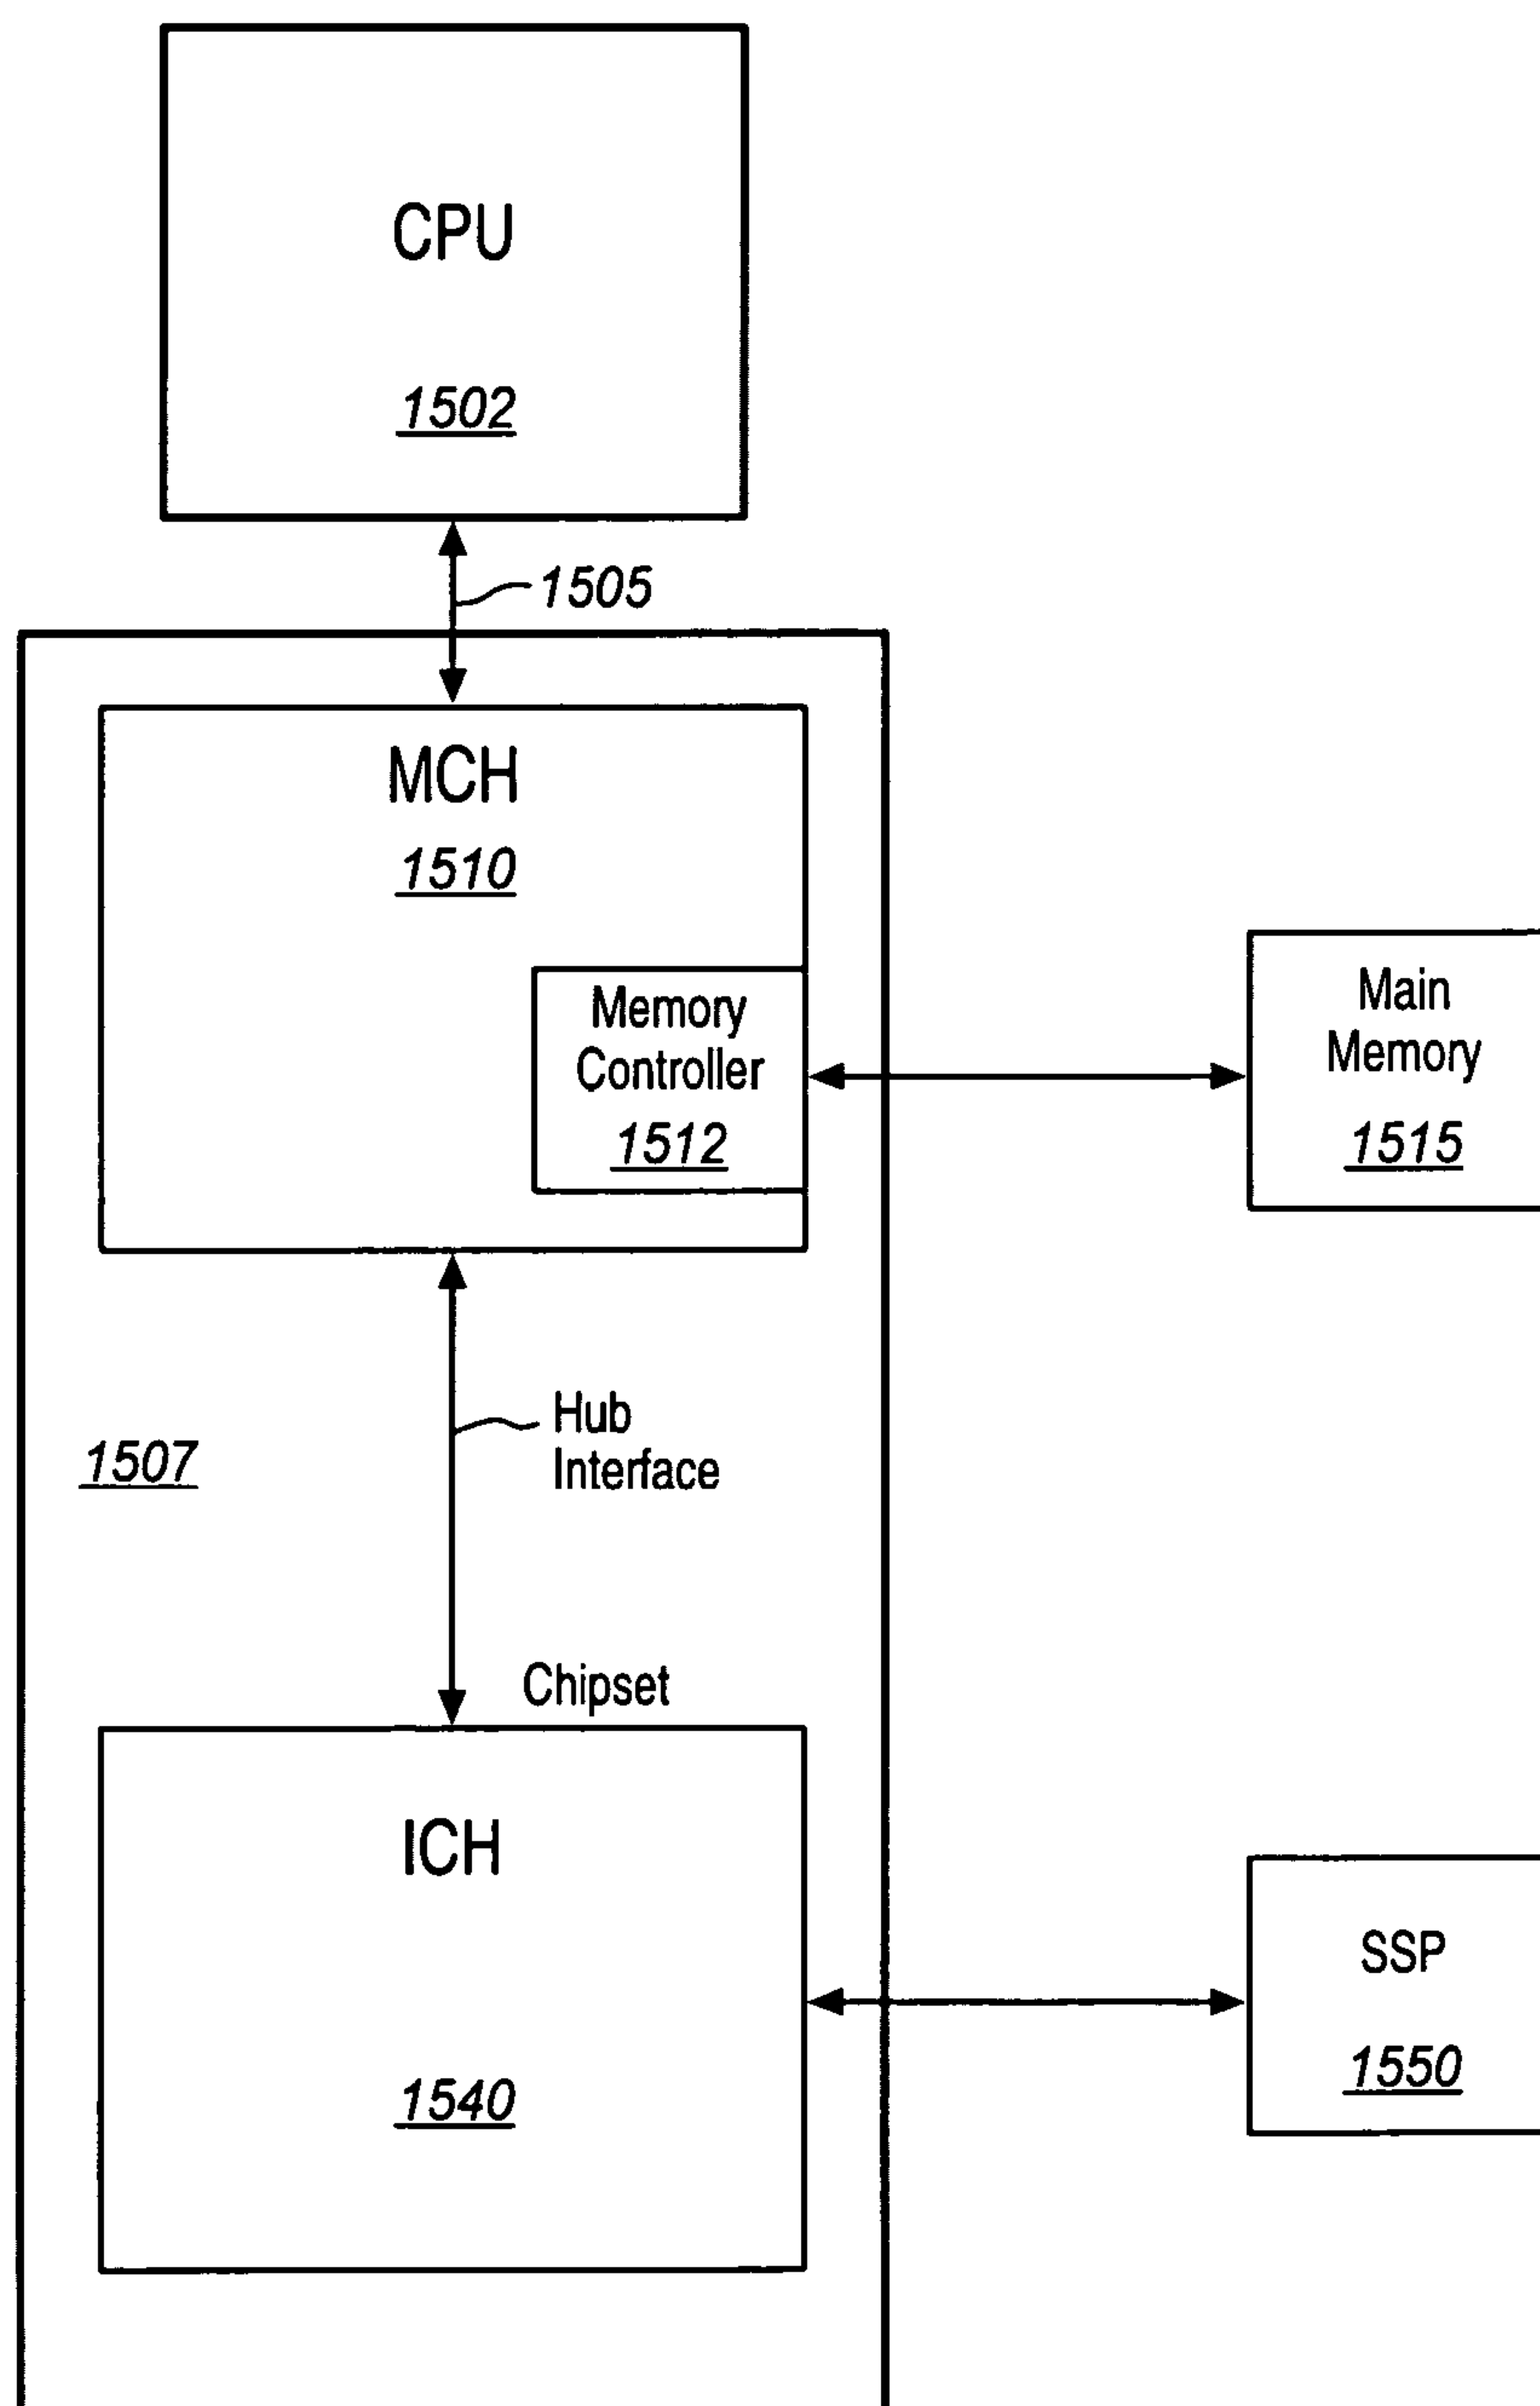 CPU
1502
1505
MCH
1510
Memory
Controller
1512
Main
Memory
1515
Hub
Interface
1507
Chipset
ICH
1540
SSP
1550